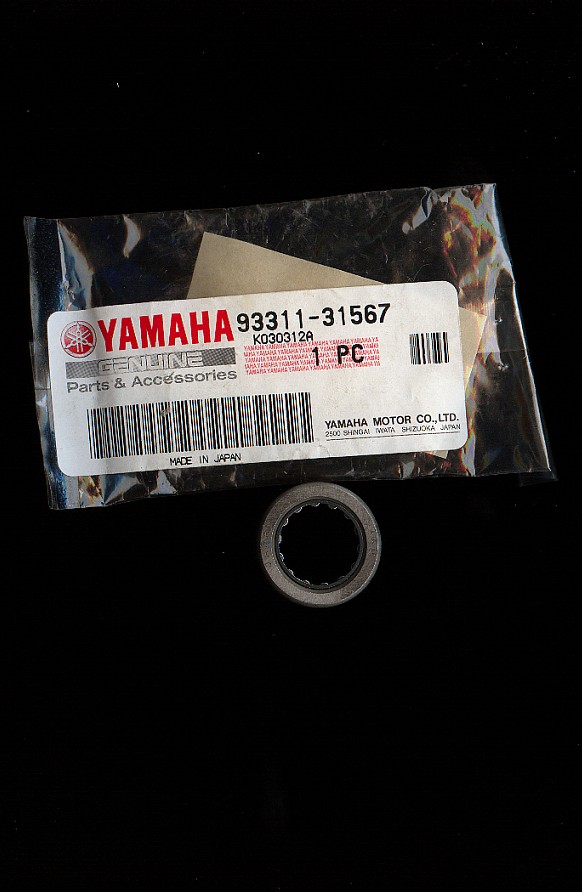 YAMAHA 93311-31567
K030312A
GENUINE
Parts & Accessories
1 PC
YAMAHA MOTOR CO., LTD.
2500 SHINGAI IWATA SHIZUOKA JAPAN
MADE IN JAPAN